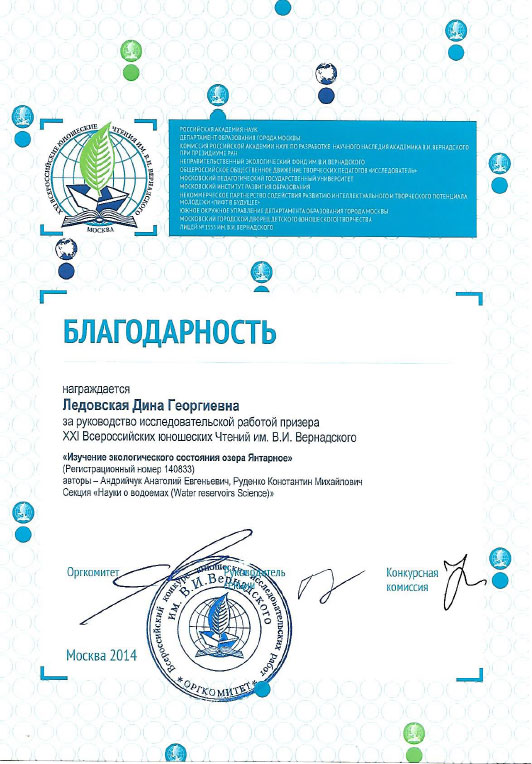 XXI ВСЕРОССИЙСКИЕ ЮНОШЕСКИЕ ЧТЕНИЯ ИМ. В.И. ВЕРНАДСКОГО
МОСКВА
РОССИЙСКАЯ АКАДЕМИЯ НАУК
ДЕПАРТАМЕНТ ОБРАЗОВАНИЯ ГОРОДА МОСКВЫ
КОМИССИЯ РОССИЙСКОЙ АКАДЕМИИ НАУК ПО РАЗРАБОТКЕ НАУЧНОГО НАСЛЕДИЯ АКАДЕМИКА В.И. ВЕРНАДСКОГО
ПРИ ПРЕЗИДИУМЕ РАН
НЕПРАВИТЕЛЬСТВЕННЫЙ ЭКОЛОГИЧЕСКИЙ ФОНД ИМ В.И. ВЕРНАДСКОГО
ОБЩЕРОССИЙСКОЕ ОБЩЕСТВЕННОЕ ДВИЖЕНИЕ ТВОРЧЕСКИХ ПЕДАГОГОВ «ИССЛЕДОВАТЕЛЬ»
МОСКОВСКИЙ ПЕДАГОГИЧЕСКИЙ ГОСУДАРСТВЕННЫЙ УНИВЕРСИТЕТ
МОСКОВСКИЙ ИНСТИТУТ РАЗВИТИЯ ОБРАЗОВАНИЯ
НЕКОММЕРЧЕСКОЕ ПАРТНЕРСТВО СОДЕЙСТВИЯ РАЗВИТИЮ ИНТЕЛЛЕКТУАЛЬНОГО И ТВОРЧЕСКОГО ПОТЕНЦИАЛА
МОЛОДЕЖИ «ЛИФТ В БУДУЩЕЕ»
ЮЖНОЕ ОКРУЖНОЕ УПРАВЛЕНИЕ ДЕПАРТАМЕНТА ОБРАЗОВАНИЯ ГОРОДА МОСКВЫ
МОСКОВСКИЙ ГОРОДСКОЙ ДВОРЕЦ ДЕТСКОГО (ЮНОШЕСКОГО) ТВОРЧЕСТВА
ЛИЦЕЙ №1553 ИМ. В.И. ВЕРНАДСКОГО
БЛАГОДАРНОСТЬ
награждается
Ледовская Дина Георгиевна
за руководство исследовательской работой призера
XXI Всероссийских юношеских Чтений им. В.И. Вернадского
«Изучение экологического состояния озера Янтарное»
(Регистрационный номер 140833)
авторы – Андрийчук Анатолий Евгеньевич, Руденко Константин Михайлович
Секция «Науки о водоемах (Water reservoirs Science)»
Оргкомитет
Руководитель
Конкурсная
комиссия
Всероссийский конкурс юношеских исследовательских работ
им. В.И.Вернадского
*ОРГКОМИТЕТ*
Москва 2014